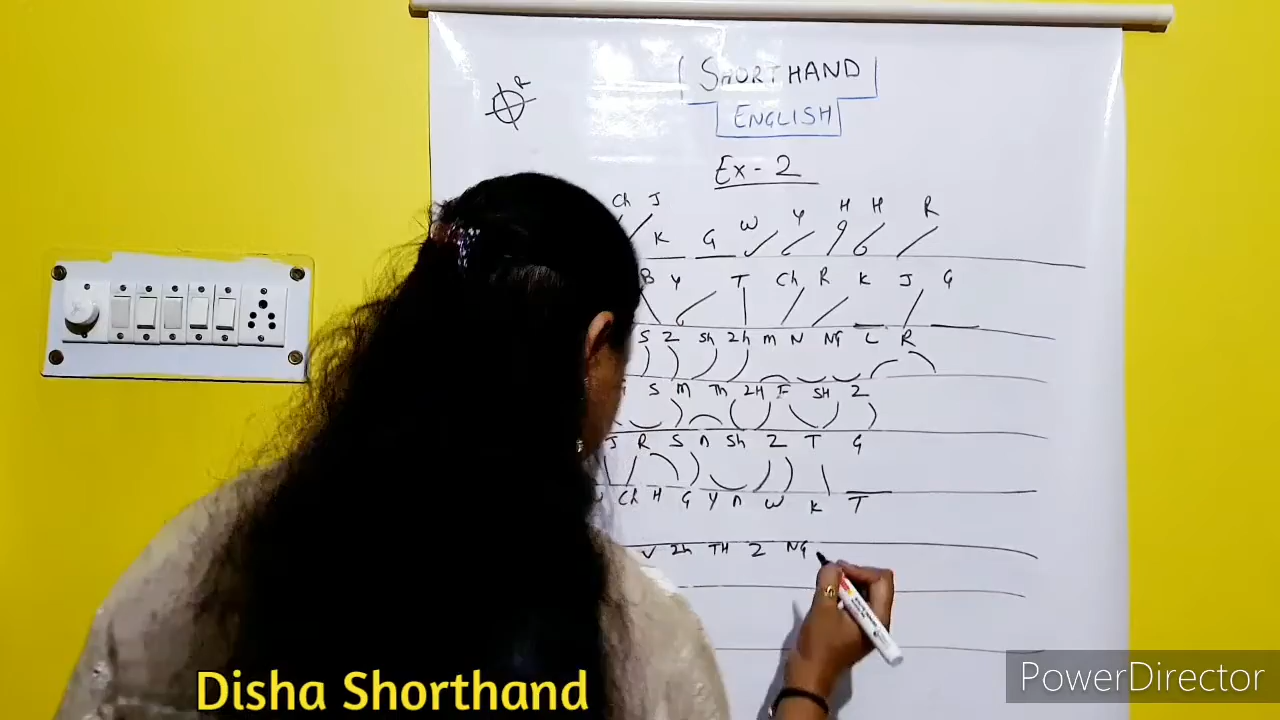 SHORTHAND
ENGLISH
R
Ex - 2
Ch J
K G W Y H H R
B Y T Ch R K J G
S Z Sh Zh M N NG L R
S M Th ZH F SH Z
J R S N Sh Z T G
Ch H G Y N W K T
V Zh TH Z NG
Disha Shorthand
PowerDirector